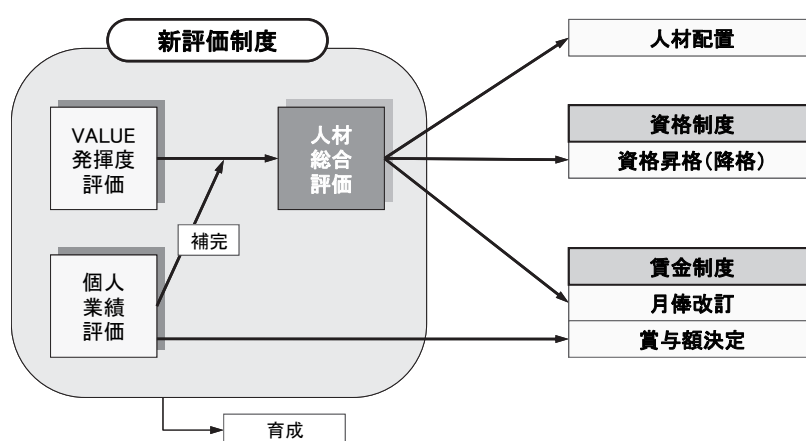 新評価制度
VALUE
発揮度
評価
人材
総合
評価
補完
個人
業績
評価
育成
人材配置
資格制度
資格昇格(降格)
賃金制度
月俸改訂
賞与額決定